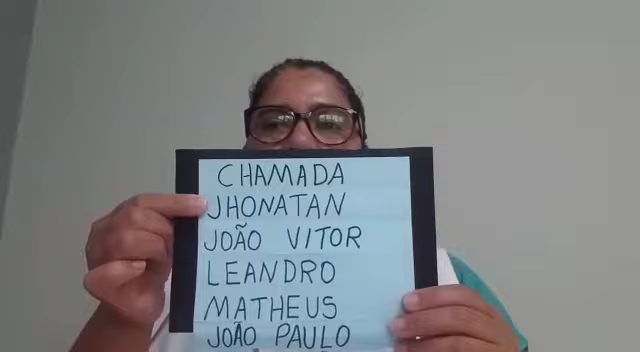 CHAMADA
JHONATAN
JOÃO VITOR
LEANDRO
MATHEUS
JOÃO PAULO